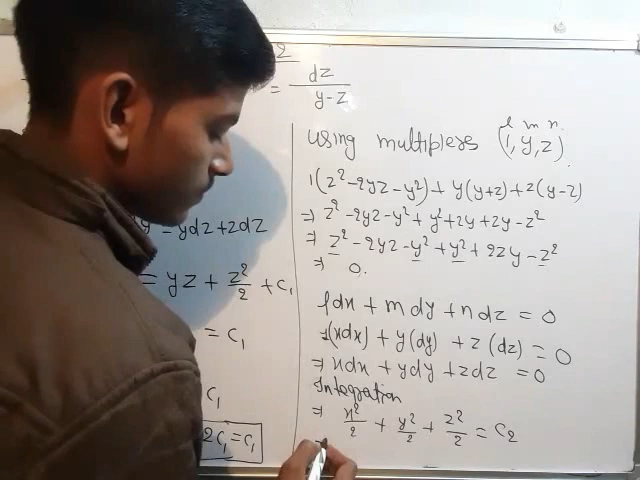 2
= dz / y-z
ydz + zdz
= yz + z²/2 + C₁
= C₁
C₁
2C₁ = C₁
using multipliers (1, y, z)
l m n
1(z² - 2yz - y²) + y(y+z) + z(y-z)
⇒ z² - 2yz - y² + y² + zy + zy - z²
⇒ z² - 2yz - y² + y² + 2zy - z²
⇒ 0.
ldx + mdy + ndz = 0
1(xdx) + y(dy) + z(dz) = 0
⇒ xdx + ydy + zdz = 0
Integration
⇒ x²/2 + y²/2 + z²/2 = C₂